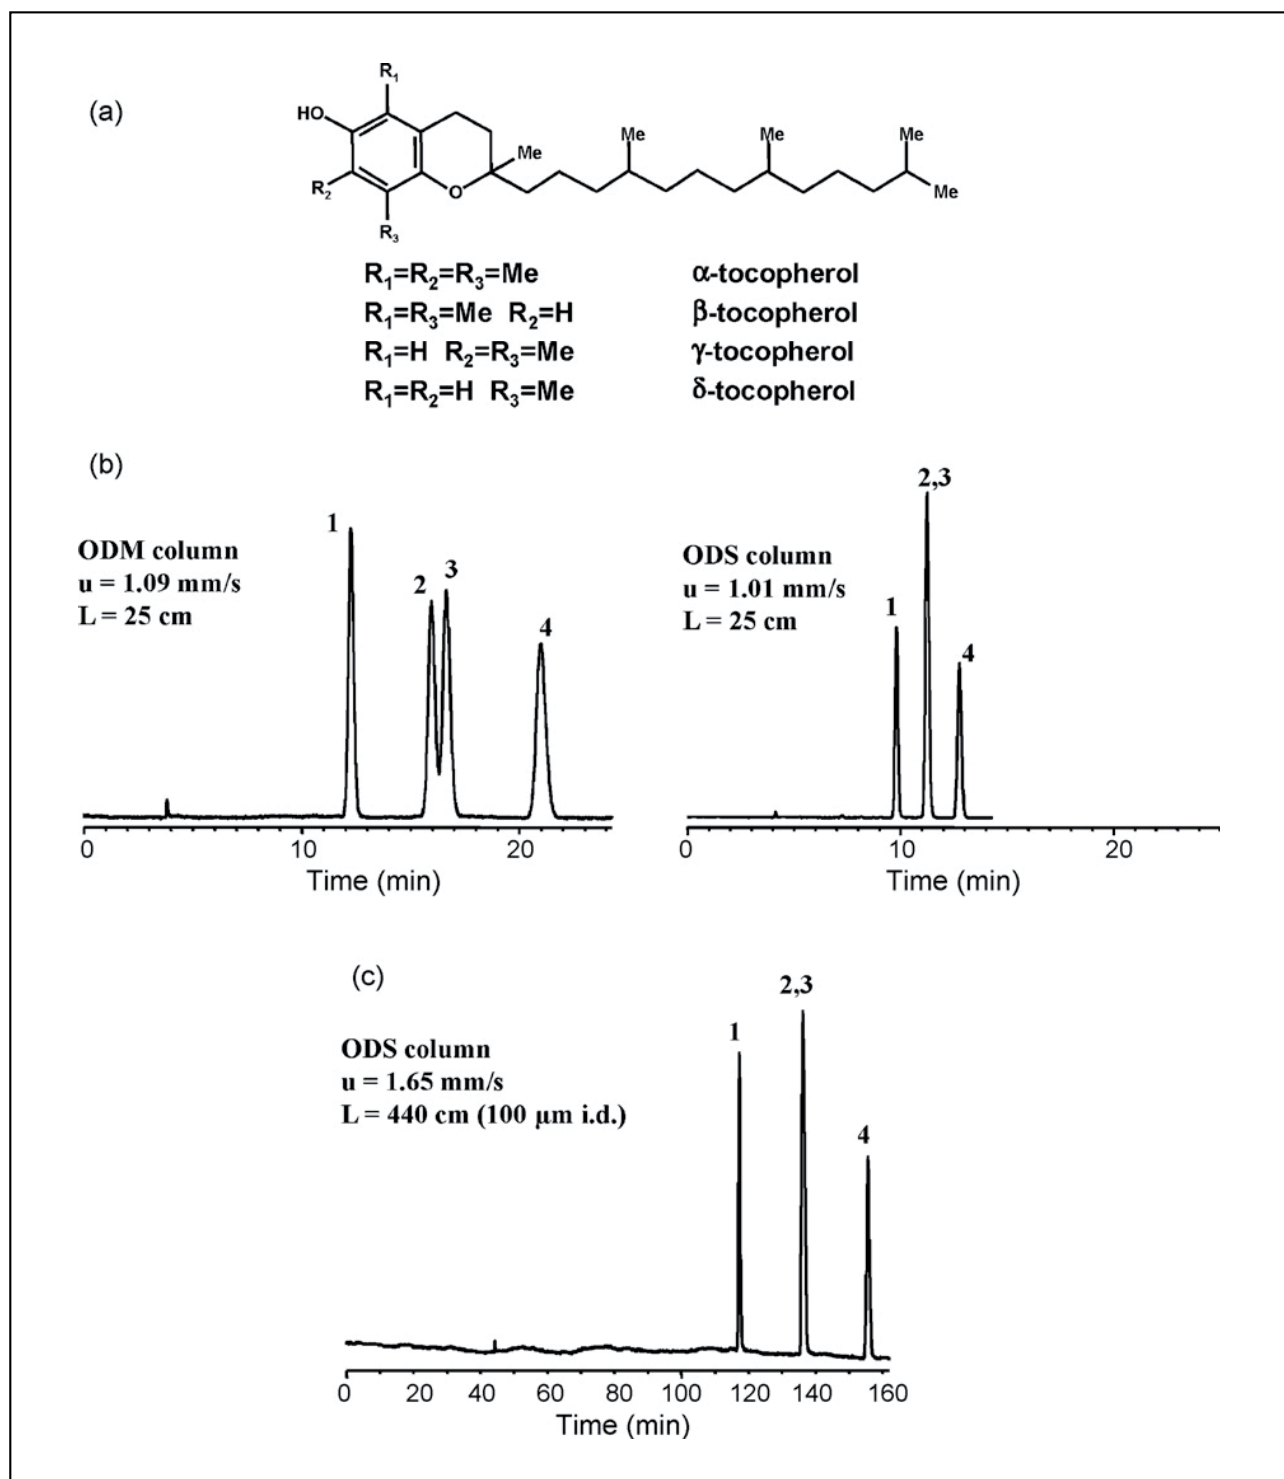 (a)
R₁
HO
R₂
R₃
O
Me
Me
Me
Me
Me
R₁=R₂=R₃=Me α-tocopherol
R₁=R₃=Me R₂=H β-tocopherol
R₁=H R₂=R₃=Me γ-tocopherol
R₁=R₂=H R₃=Me δ-tocopherol
(b)
ODM column
u = 1.09 mm/s
L = 25 cm
1
2
3
4
0 10 20
Time (min)
ODS column
u = 1.01 mm/s
L = 25 cm
1
2,3
4
0 10 20
Time (min)
(c)
ODS column
u = 1.65 mm/s
L = 440 cm (100 μm i.d.)
1
2,3
4
0 20 40 60 80 100 120 140 160
Time (min)